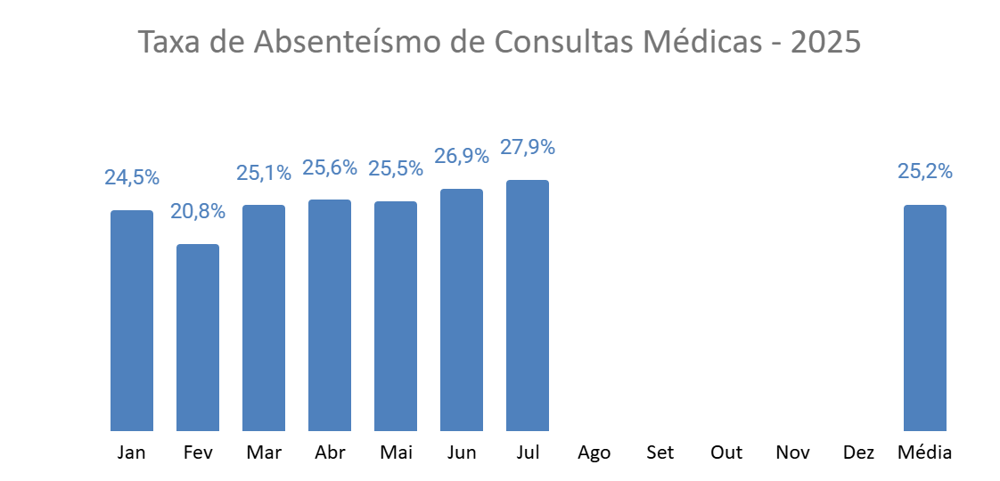 Taxa de Absenteísmo de Consultas Médicas - 2025
24,5% 20,8% 25,1% 25,6% 25,5% 26,9% 27,9% 25,2%
Jan Fev Mar Abr Mai Jun Jul Ago Set Out Nov Dez Média